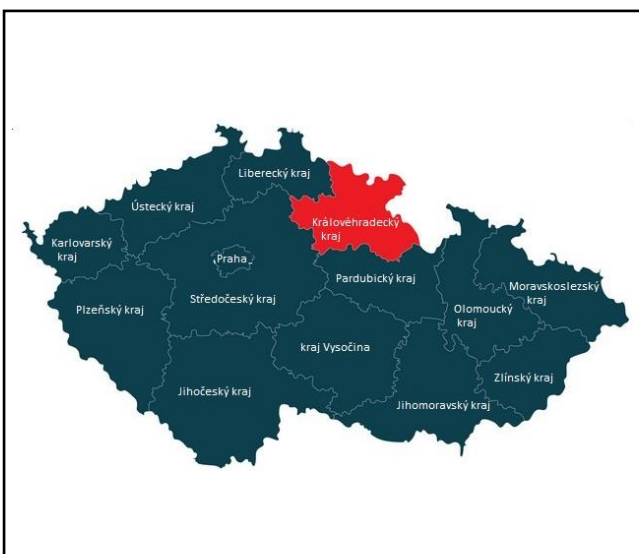 Liberecký kraj
Ústecký kraj
Královéhradecký
kraj
Karlovarský
kraj
Praha
Pardubický kraj
Moravskoslezský
kraj
Plzeňský kraj
Středočeský kraj
Olomoucký
kraj
kraj Vysočina
Jihočeský kraj
Zlínský kraj
Jihomoravský kraj